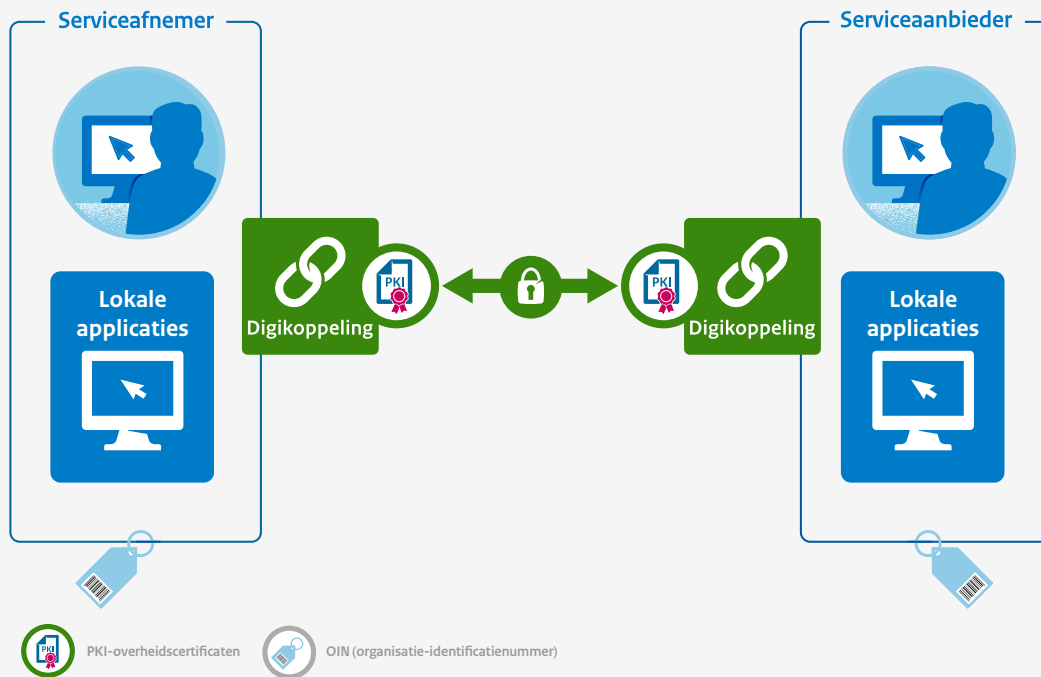 Serviceafnemer
Serviceaanbieder
Lokale
applicaties
Digikoppeling
PKI
PKI
Digikoppeling
Lokale
applicaties
PKI
PKI-overheidscertificaten
OIN (organisatie-identificatienummer)